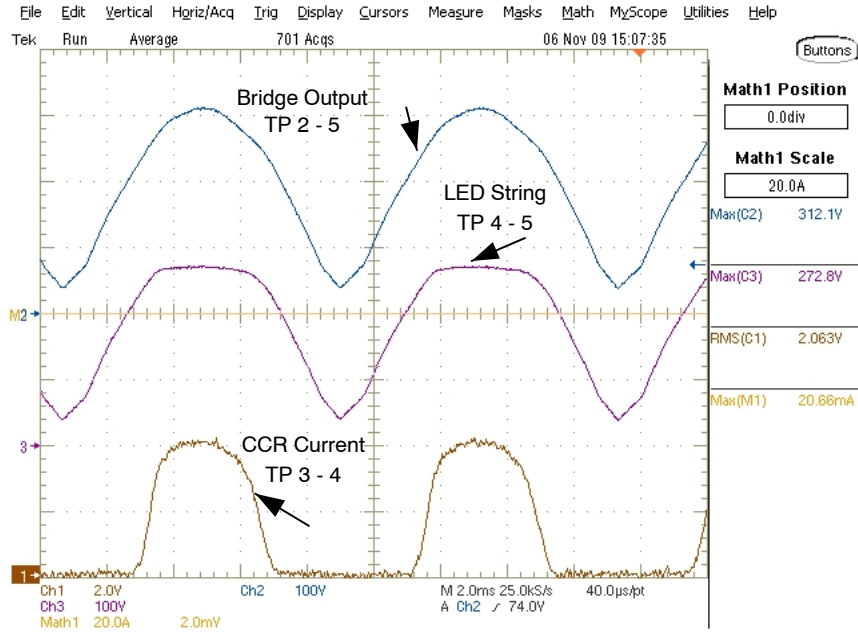 File Edit Vertical Horiz/Acq Trig Display Cursors Measure Masks Math MyScope Utilities Help
Tek Run Average 701 Acqs 06 Nov 09 15:07:35
Buttons
Bridge Output
TP 2 - 5
LED String
TP 4 - 5
CCR Current
TP 3 - 4
M2
3
1
Math1 Position
0.0div
Math1 Scale
20.0A
Max(C2) 312.1V
Max(C3) 272.8V
RMS(C1) 2.063V
Max(M1) 20.66mA
Ch1 2.0V Ch2 100V M 2.0ms 25.0kS/s 40.0µs/pt
Ch3 100V A Ch2 ∕ 74.0V
Math1 20.0A 2.0mV